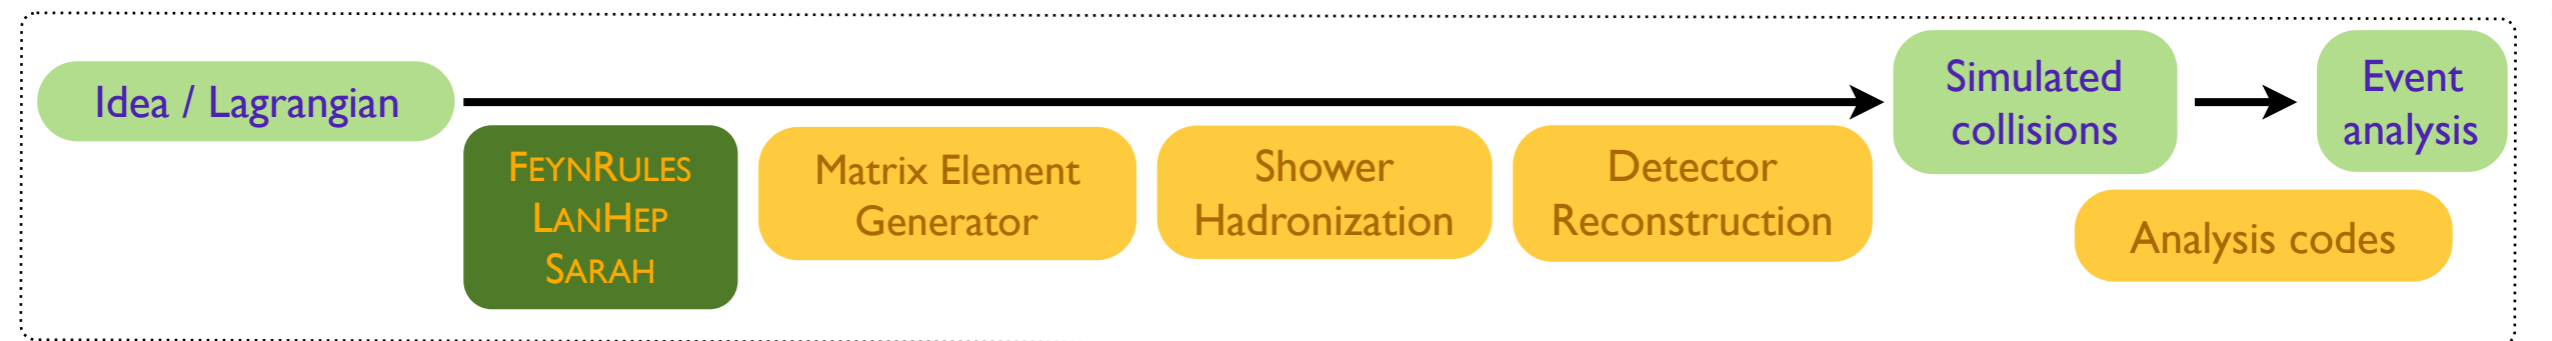 Idea / Lagrangian
FEYNRULES
LANHEP
SARAH
Matrix Element
Generator
Shower
Hadronization
Detector
Reconstruction
Simulated
collisions
Event
analysis
Analysis codes